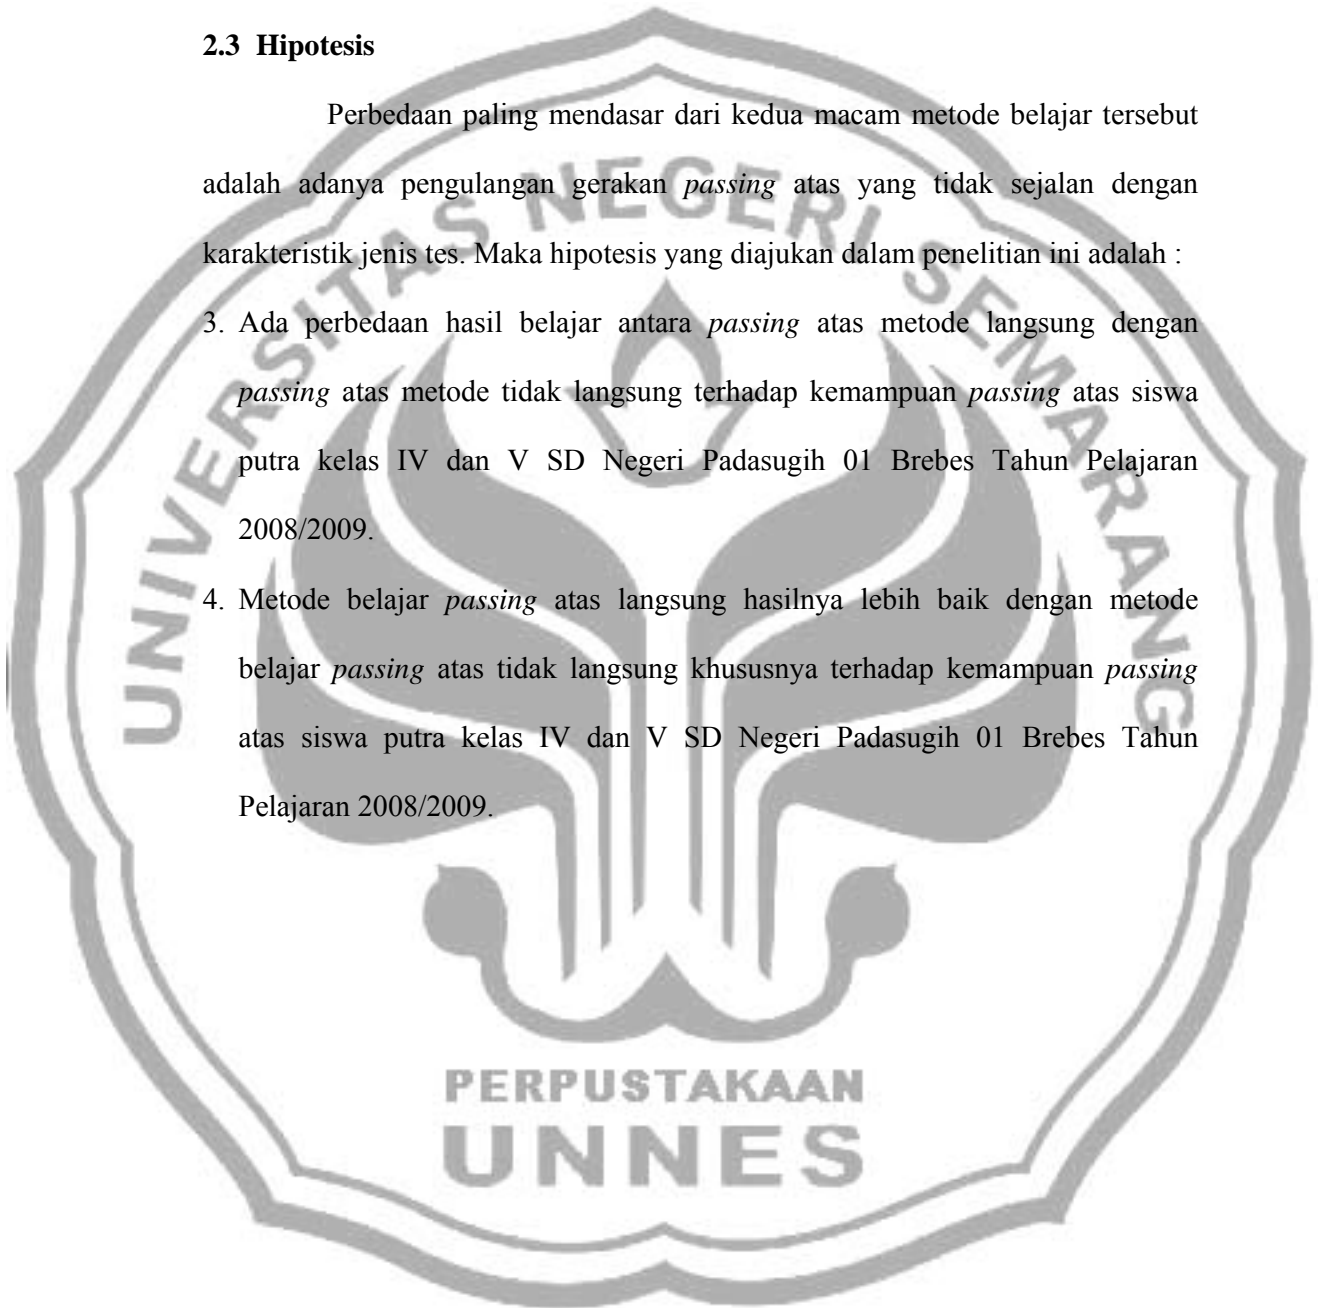 2.3 Hipotesis
Perbedaan paling mendasar dari kedua macam metode belajar tersebut
adalah adanya pengulangan gerakan passing atas yang tidak sejalan dengan
karakteristik jenis tes. Maka hipotesis yang diajukan dalam penelitian ini adalah :
3. Ada perbedaan hasil belajar antara passing atas metode langsung dengan
passing atas metode tidak langsung terhadap kemampuan passing atas siswa
putra kelas IV dan V SD Negeri Padasugih 01 Brebes Tahun Pelajaran
2008/2009.
4. Metode belajar passing atas langsung hasilnya lebih baik dengan metode
belajar passing atas tidak langsung khususnya terhadap kemampuan passing
atas siswa putra kelas IV dan V SD Negeri Padasugih 01 Brebes Tahun
Pelajaran 2008/2009.
UNIVERSITAS NEGERI SEMARANG
PERPUSTAKAAN
UNNES